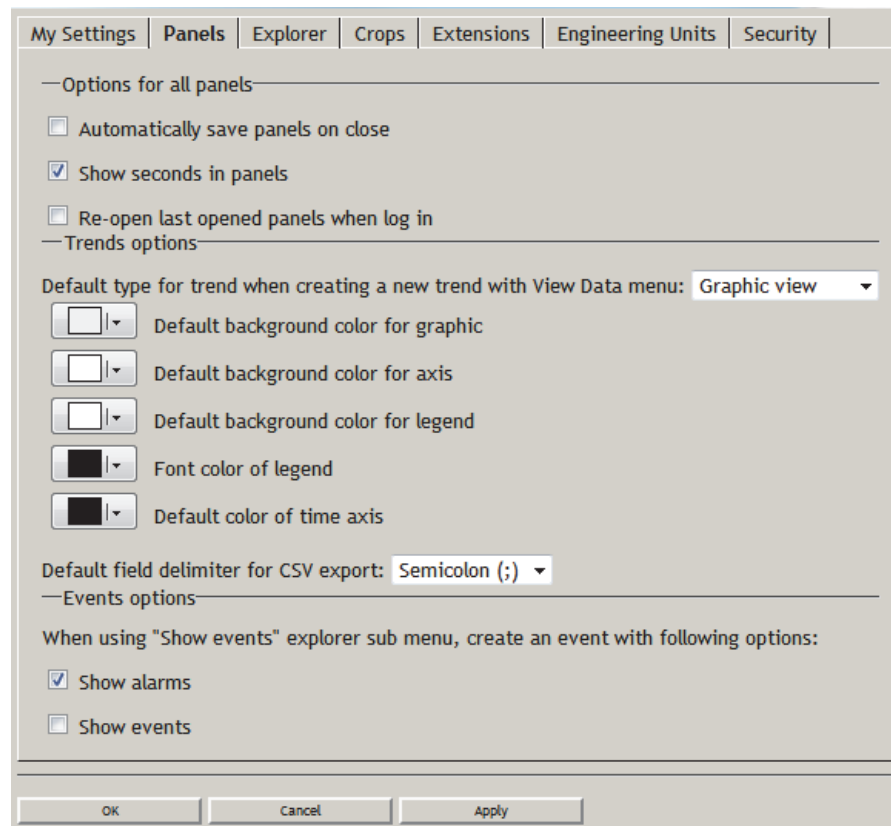 My Settings Panels Explorer Crops Extensions Engineering Units Security
Options for all panels
Automatically save panels on close
Show seconds in panels
Re-open last opened panels when log in
Trends options
Default type for trend when creating a new trend with View Data menu: Graphic view
Default background color for graphic
Default background color for axis
Default background color for legend
Font color of legend
Default color of time axis
Default field delimiter for CSV export: Semicolon (;)
Events options
When using "Show events" explorer sub menu, create an event with following options:
Show alarms
Show events
OK Cancel Apply